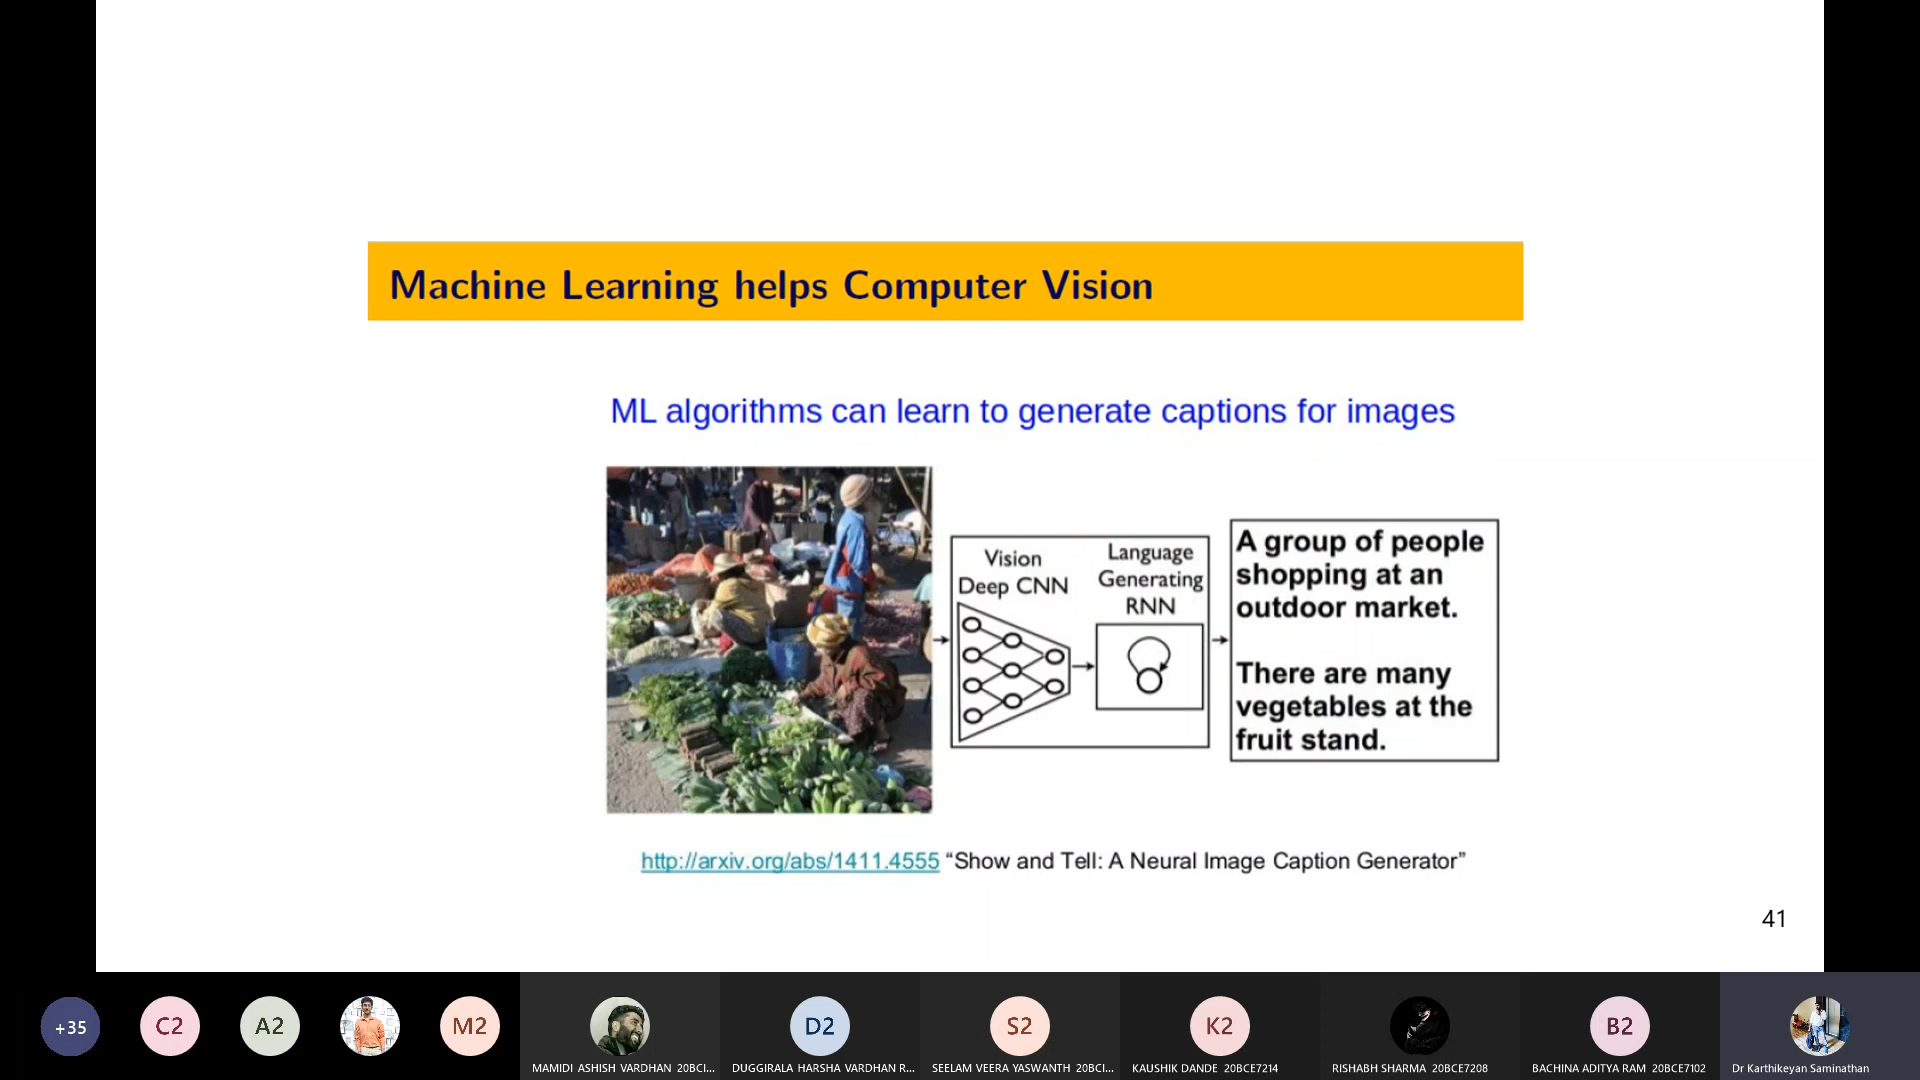 Machine Learning helps Computer Vision
ML algorithms can learn to generate captions for images
Vision
Deep CNN
Language
Generating
RNN
A group of people
shopping at an
outdoor market.
There are many
vegetables at the
fruit stand.
http://arxiv.org/abs/1411.4555 “Show and Tell: A Neural Image Caption Generator”
41
+35
C2
A2
M2
D2
S2
K2
B2
MAMIDI ASHISH VARDHAN 20BCI...
DUGGIRALA HARSHA VARDHAN R...
SEELAM VEERA YASWANTH 20BCI...
KAUSHIK DANDE 20BCE7214
RISHABH SHARMA 20BCE7208
BACHINA ADITYA RAM 20BCE7102
Dr Karthikeyan Saminathan